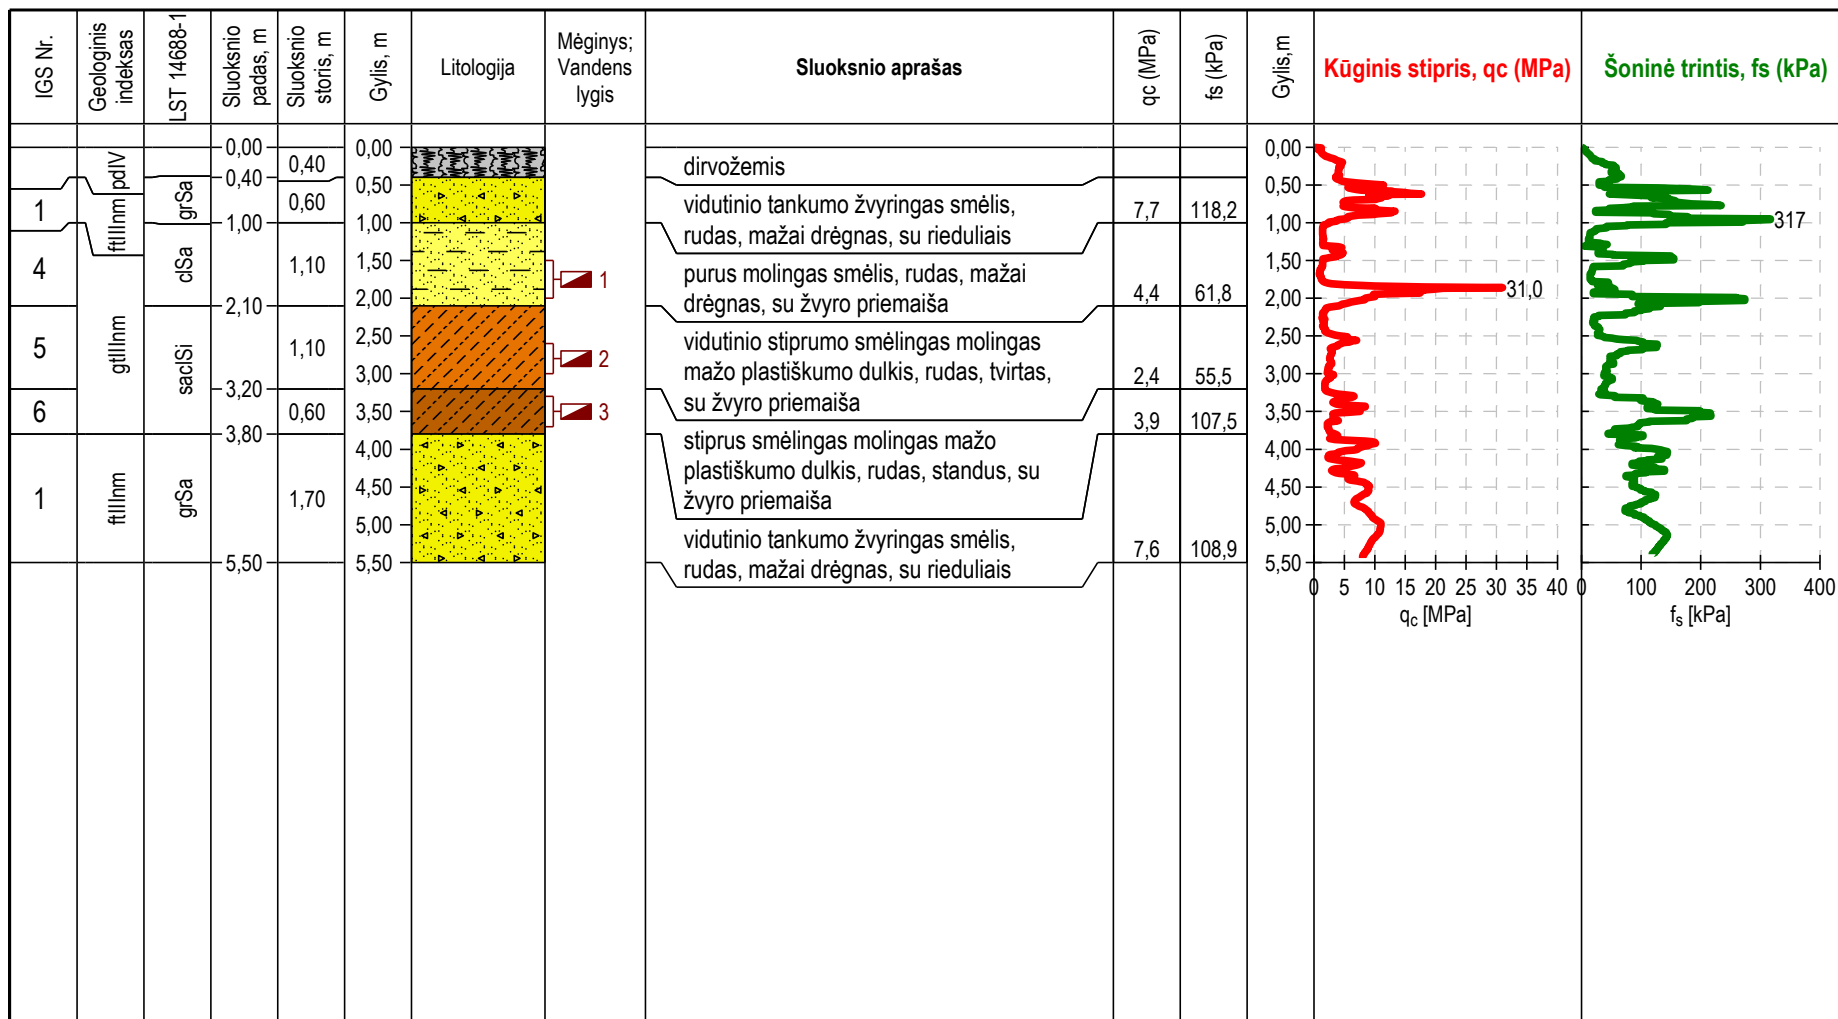 IGS Nr.
Geologinis
indeksas
LST 14688-1
Sluoksnio
padas, m
Sluoksnio
storis, m
Gylis, m
Litologija
Mėginys;
Vandens
lygis
Sluoksnio aprašas
qc (MPa)
fs (kPa)
Gylis,m
Kūginis stipris, qc (MPa)
Šoninė trintis, fs (kPa)
1
4
5
6
1
pdIV
ftIIInm
gtIIInm
ftIIInm
grSa
clSa
saclSi
grSa
0,00
0,40
1,00
2,10
3,20
3,80
5,50
0,40
0,60
1,10
1,10
0,60
1,70
0,00
0,50
1,00
1,50
2,00
2,50
3,00
3,50
4,00
4,50
5,00
5,50
1
2
3
dirvožemis
vidutinio tankumo žvyringas smėlis,
rudas, mažai drėgnas, su rieduliais
purus molingas smėlis, rudas, mažai
drėgnas, su žvyro priemaiša
vidutinio stiprumo smėlingas molingas
mažo plastiškumo dulkis, rudas, tvirtas,
su žvyro priemaiša
stiprus smėlingas molingas mažo
plastiškumo dulkis, rudas, standus, su
žvyro priemaiša
vidutinio tankumo žvyringas smėlis,
rudas, mažai drėgnas, su rieduliais
7,7 118,2
4,4 61,8
2,4 55,5
3,9 107,5
7,6 108,9
0,00
0,50
1,00
1,50
2,00
2,50
3,00
3,50
4,00
4,50
5,00
5,50
31,0
0 5 10 15 20 25 30 35 40
qc [MPa]
317
0 100 200 300 400
fs [kPa]